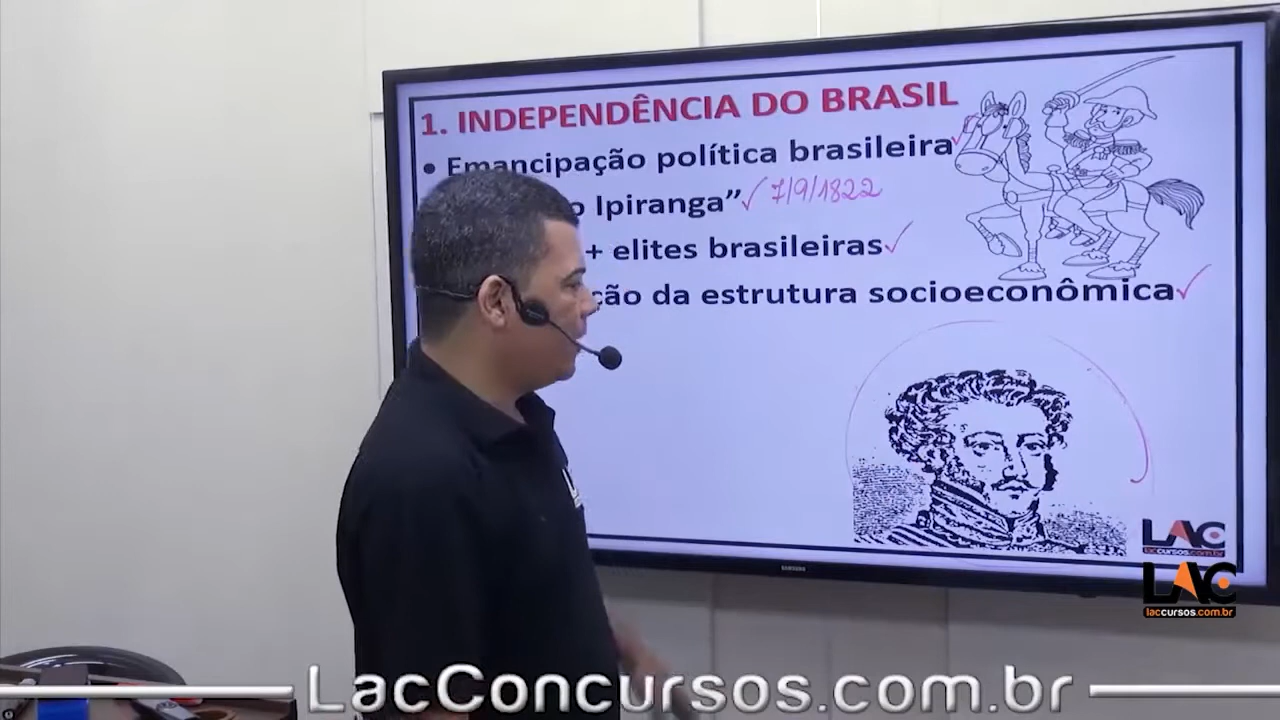 1. INDEPENDÊNCIA DO BRASIL
• Emancipação política brasileira
o Ipiranga” 7/9/1822
+ elites brasileiras
ção da estrutura socioeconômica
LAC
laccursos.com.br
SAMSUNG
LAC
laccursos.com.br
LacConcursos.com.br